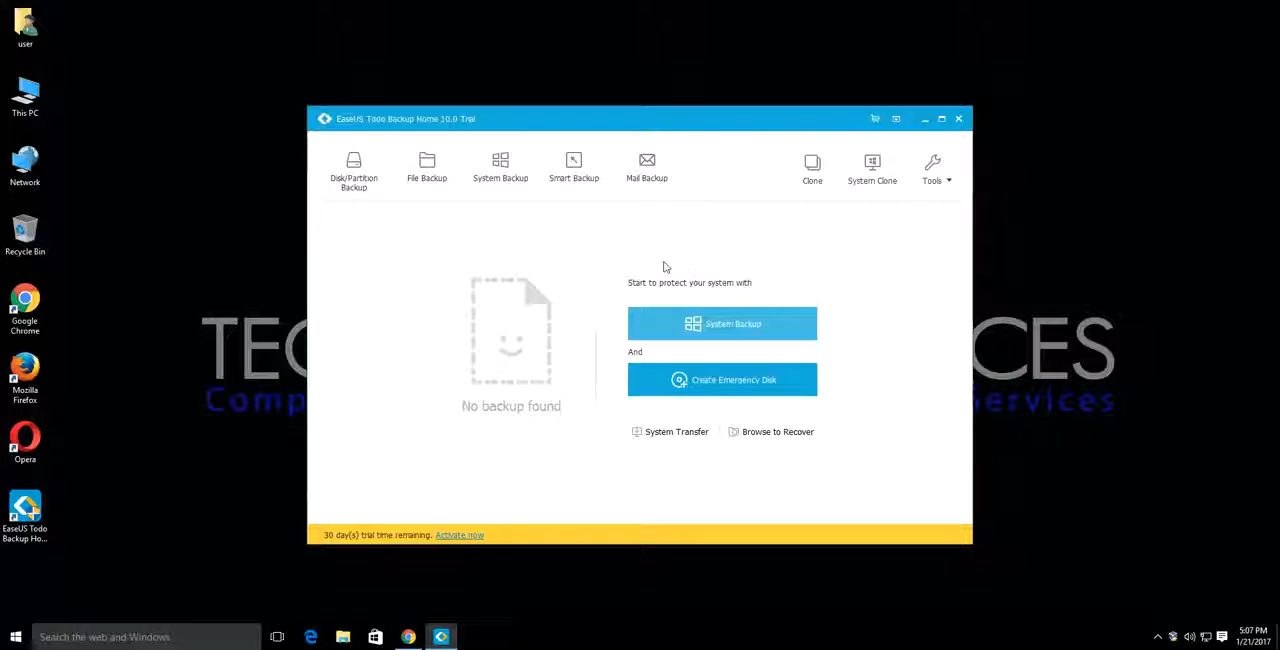 user
This PC
Network
Recycle Bin
Google
Chrome
Mozilla
Firefox
Opera
EaseUS Todo
Backup Ho...
EaseUS Todo Backup Home 10.0 Trial
Disk/Partition
Backup
File Backup
System Backup
Smart Backup
Mail Backup
Clone
System Clone
Tools
Start to protect your system with
System Backup
And
Create Emergency Disk
No backup found
System Transfer
Browse to Recover
30 day(s) trial time remaining. Activate now
Search the web and Windows
5:07 PM
1/21/2017